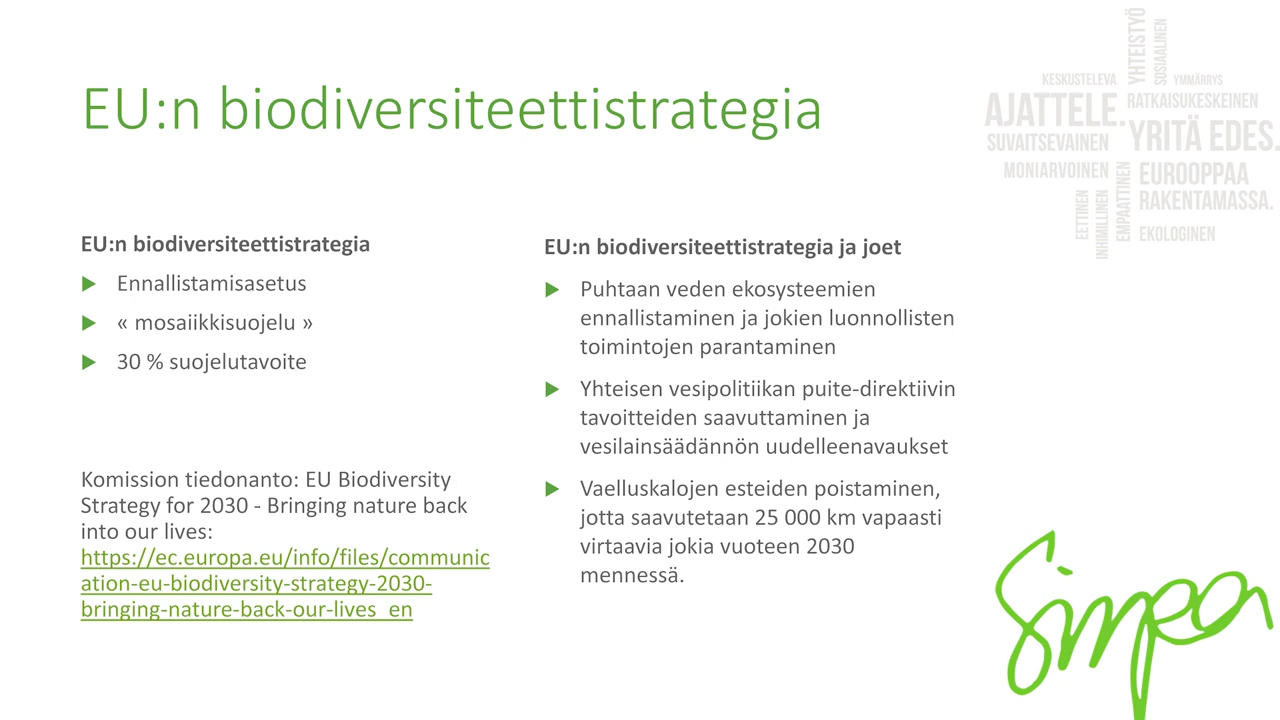 EU:n biodiversiteettistrategia
EU:n biodiversiteettistrategia
Ennallistamisasetus
« mosaiikkisuojelu »
30 % suojelutavoite
Komission tiedonanto: EU Biodiversity
Strategy for 2030 - Bringing nature back
into our lives:
https://ec.europa.eu/info/files/communic
ation-eu-biodiversity-strategy-2030-
bringing-nature-back-our-lives_en
EU:n biodiversiteettistrategia ja joet
Puhtaan veden ekosysteemien
ennallistaminen ja jokien luonnollisten
toimintojen parantaminen
Yhteisen vesipolitiikan puite-direktiivin
tavoitteiden saavuttaminen ja
vesilainsäädännön uudelleenavaukset
Vaelluskalojen esteiden poistaminen,
jotta saavutetaan 25 000 km vapaasti
virtaavia jokia vuoteen 2030
mennessä.
YHTEISTYÖ
SOSIAALINEN
KESKUSTELEVA
YMMÄRRYS
AJATTELE.
RATKAISUKESKEINEN
SUVAITSEVAINEN
YRITÄ EDES.
MONIARVOINEN
EUROOPPAA
RAKENTAMASSA.
EETTINEN
INHIMILLINEN
EMPAATTINEN
EKOLOGINEN
Simpa